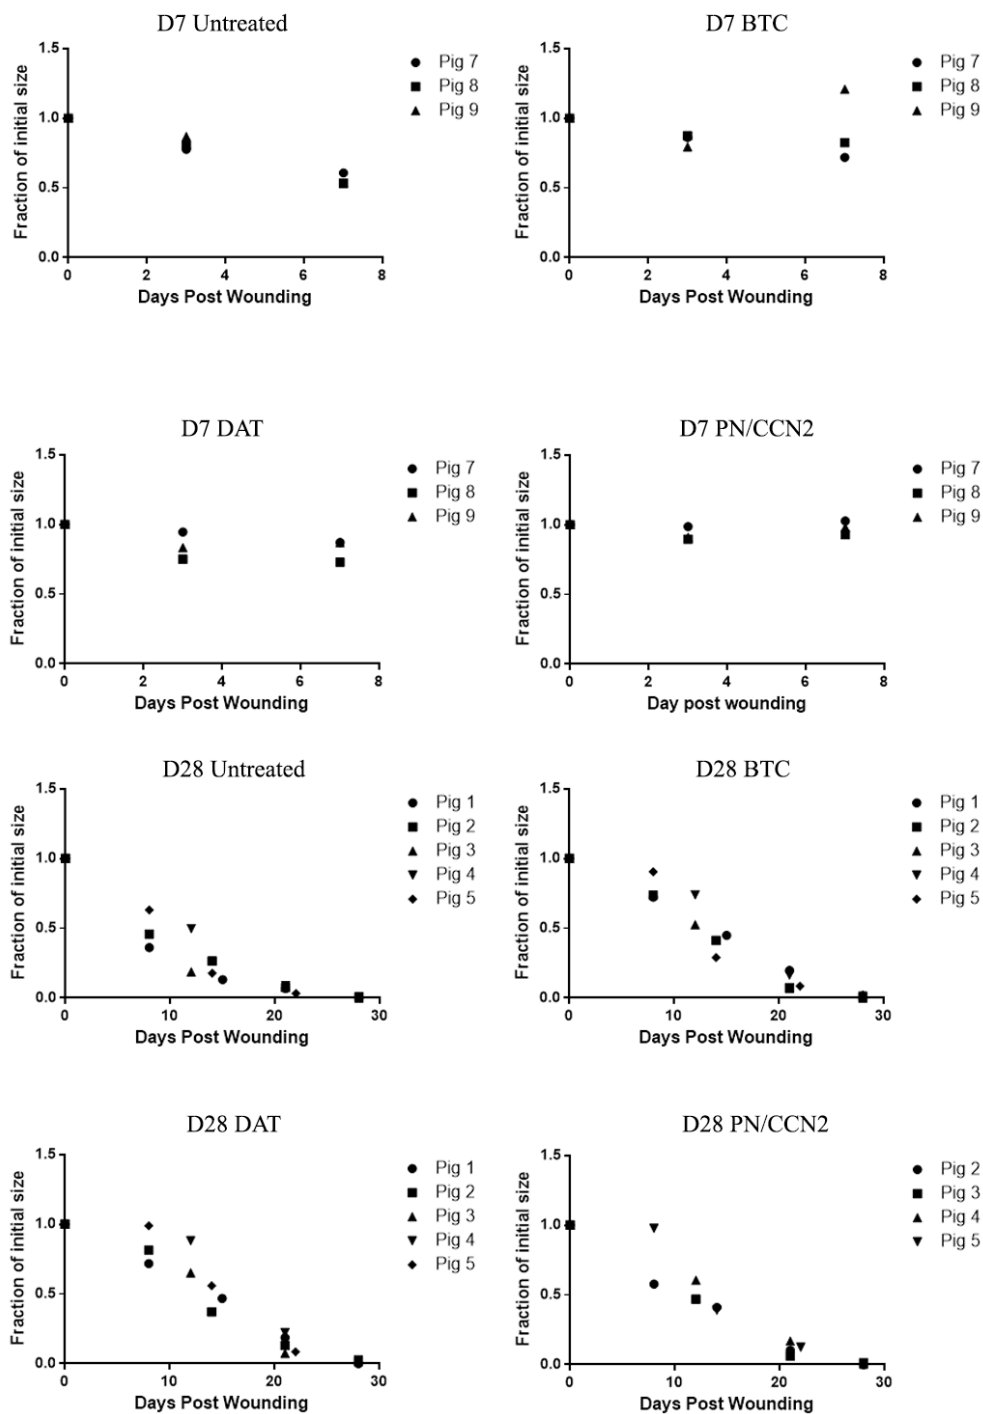 D7 Untreated
Fraction of initial size
1.5
1.0
0.5
0.0
0 2 4 6 8
Days Post Wounding
Pig 7
Pig 8
Pig 9
D7 BTC
Fraction of initial size
1.5
1.0
0.5
0.0
0 2 4 6 8
Days Post Wounding
Pig 7
Pig 8
Pig 9
D7 DAT
Fraction of initial size
1.5
1.0
0.5
0.0
0 2 4 6 8
Days Post Wounding
Pig 7
Pig 8
Pig 9
D7 PN/CCN2
Fraction of initial size
1.5
1.0
0.5
0.0
0 2 4 6 8
Day post wounding
Pig 7
Pig 8
Pig 9
D28 Untreated
Fraction of initial size
1.5
1.0
0.5
0.0
0 10 20 30
Days Post Wounding
Pig 1
Pig 2
Pig 3
Pig 4
Pig 5
D28 BTC
Fraction of initial size
1.5
1.0
0.5
0.0
0 10 20 30
Days Post Wounding
Pig 1
Pig 2
Pig 3
Pig 4
Pig 5
D28 DAT
Fraction of initial size
1.5
1.0
0.5
0.0
0 10 20 30
Days Post Wounding
Pig 1
Pig 2
Pig 3
Pig 4
Pig 5
D28 PN/CCN2
Fraction of initial size
1.5
1.0
0.5
0.0
0 10 20 30
Days Post Wounding
Pig 2
Pig 3
Pig 4
Pig 5